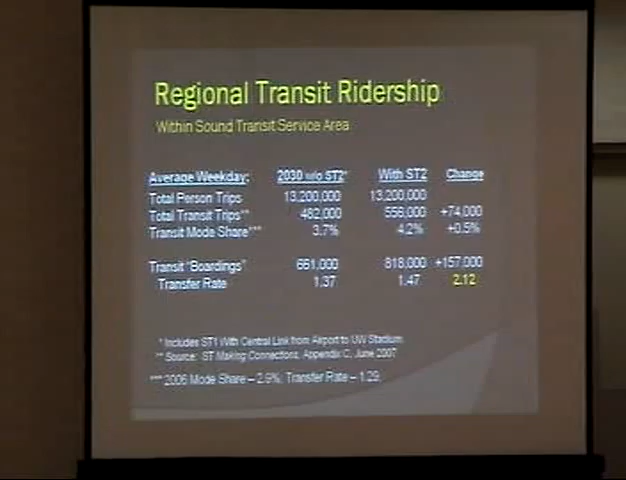 Regional Transit Ridership
Within Sound Transit Service Area
Average Weekday: 2030 w/o ST2* With ST2 Change
Total Person Trips 13,200,000 13,200,000
Total Transit Trips** 482,000 556,000 +74,000
Transit Mode Share*** 3.7% 4.2% +0.5%
Transit "Boardings" 661,000 818,000 +157,000
Transfer Rate 1.37 1.47 2.12
* Includes ST1 With Central Link from Airport to UW Stadium
** Source: ST Making Connections, Appendix C, June 2007
*** 2006 Mode Share – 2.9%; Transfer Rate – 1.29